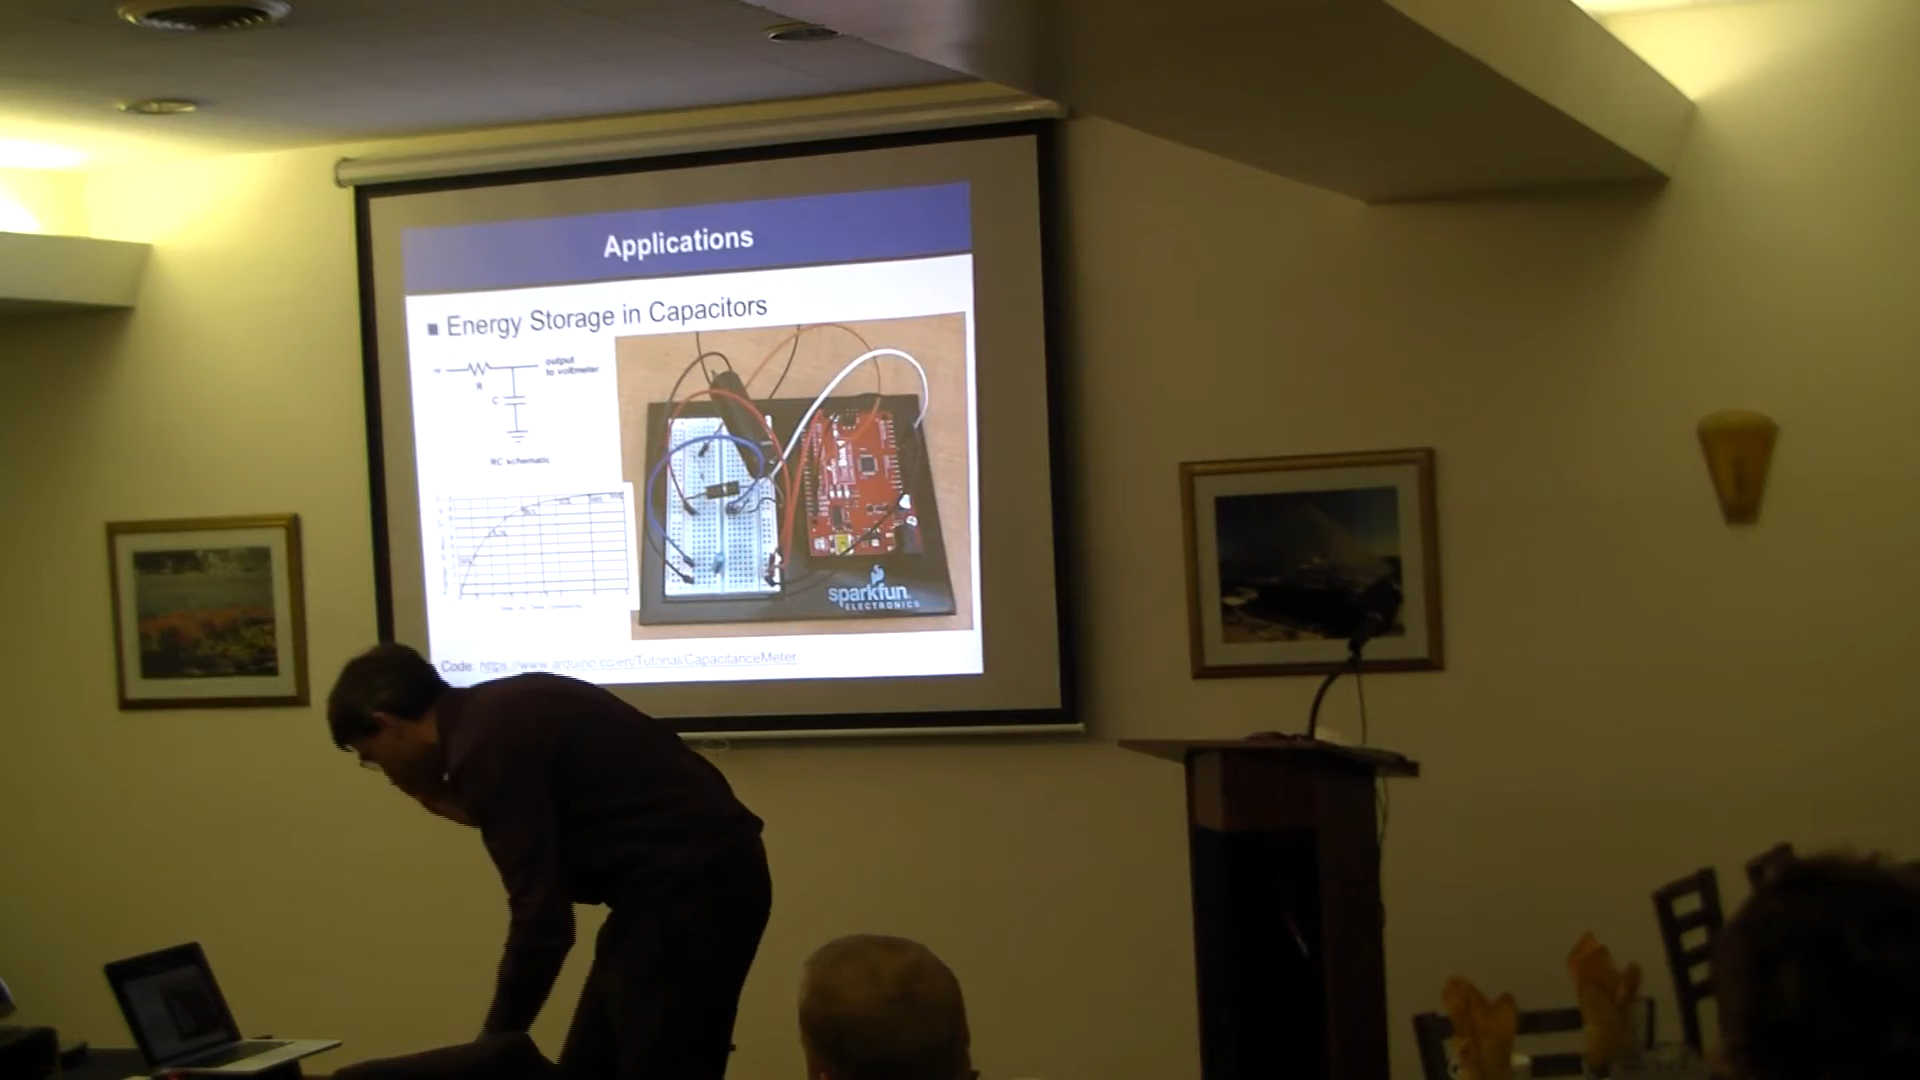 Applications
■ Energy Storage in Capacitors
output
to voltmeter
R
C
RC schematic
sparkfun
ELECTRONICS
Code: https://www.arduino.cc/en/Tutorial/CapacitanceMeter